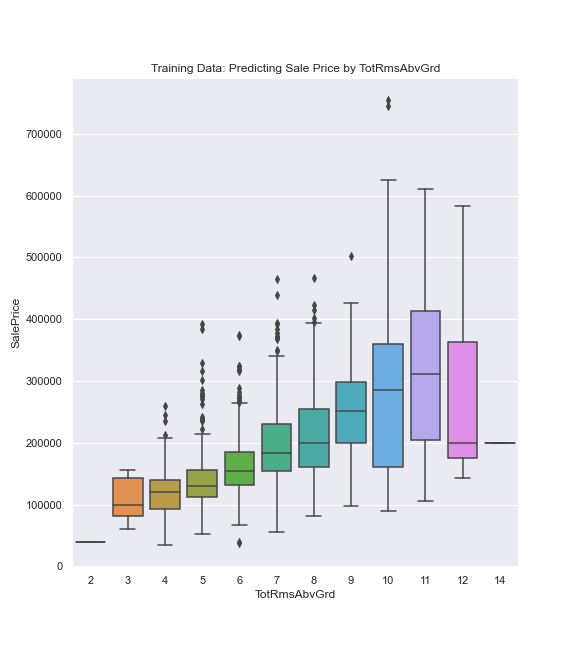 Training Data: Predicting Sale Price by TotRmsAbvGrd
700000
600000
500000
400000
300000
200000
100000
0
SalePrice
2 3 4 5 6 7 8 9 10 11 12 14
TotRmsAbvGrd